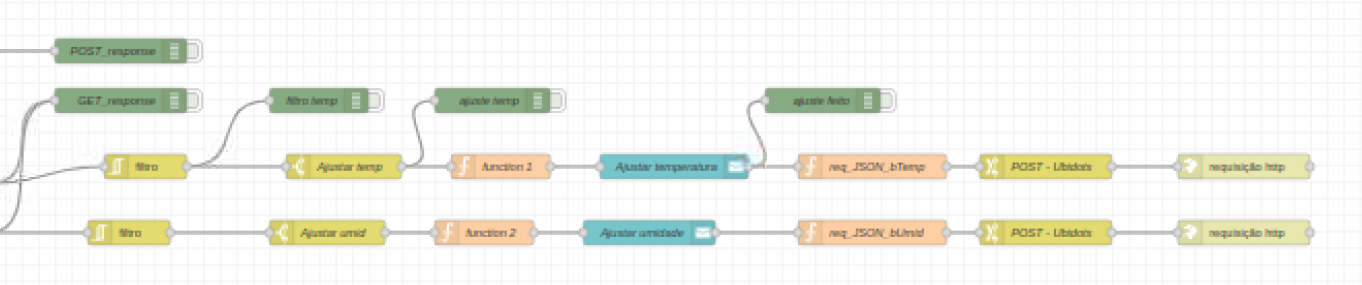 POST_response
GET_response filtro temp ajuste temp ajuste feito
filtro Ajustar temp function 1 Ajustar temperatura req_JSON_bTemp POST - Ubidots requisição http
filtro Ajustar umid function 2 Ajustar umidade req_JSON_bUmid POST - Ubidots requisição http